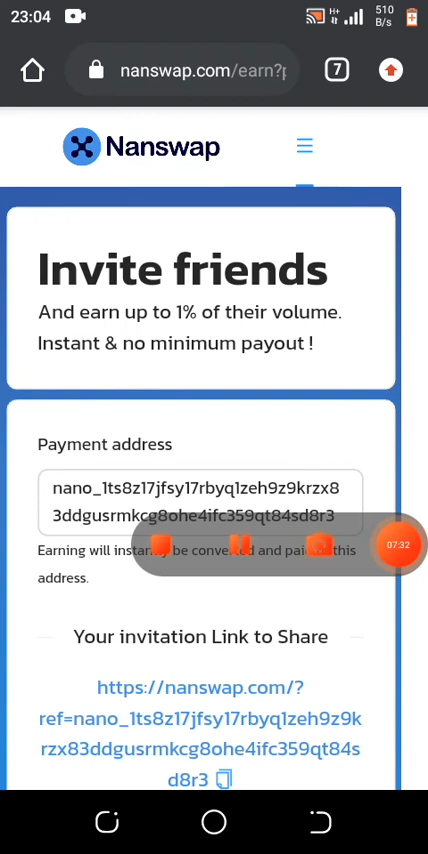 23:04
H+
510
B/s
nanswap.com/earn?p
7
Nanswap
Invite friends
And earn up to 1% of their volume.
Instant & no minimum payout !
Payment address
nano_1ts8z17jfsy17rbyq1zeh9z9krzx8
3ddgusrmkcg8ohe4ifc359qt84sd8r3
07:32
Earning will instantly be converted and paid to this
address.
Your invitation Link to Share
https://nanswap.com/?
ref=nano_1ts8z17jfsy17rbyq1zeh9z9k
rzx83ddgusrmkcg8ohe4ifc359qt84s
d8r3